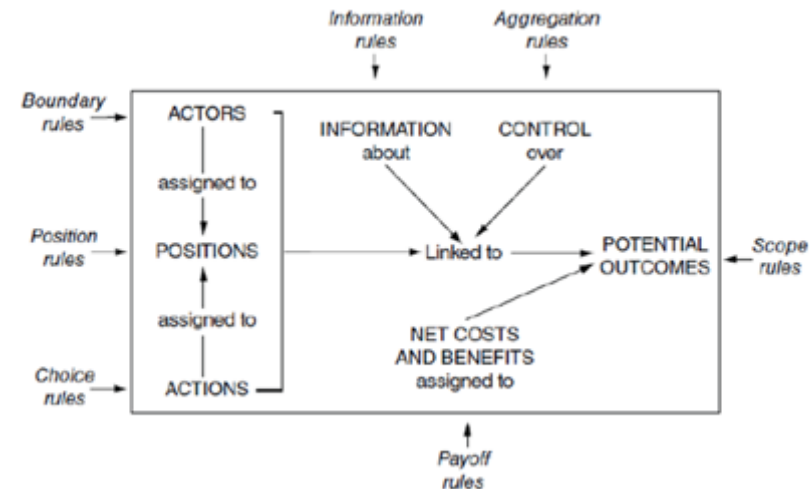 Information
rules
Aggregation
rules
Boundary
rules
ACTORS
INFORMATION
about
CONTROL
over
assigned to
Position
rules
POSITIONS
Linked to
POTENTIAL
OUTCOMES
Scope
rules
assigned to
NET COSTS
AND BENEFITS
assigned to
Choice
rules
ACTIONS
Payoff
rules